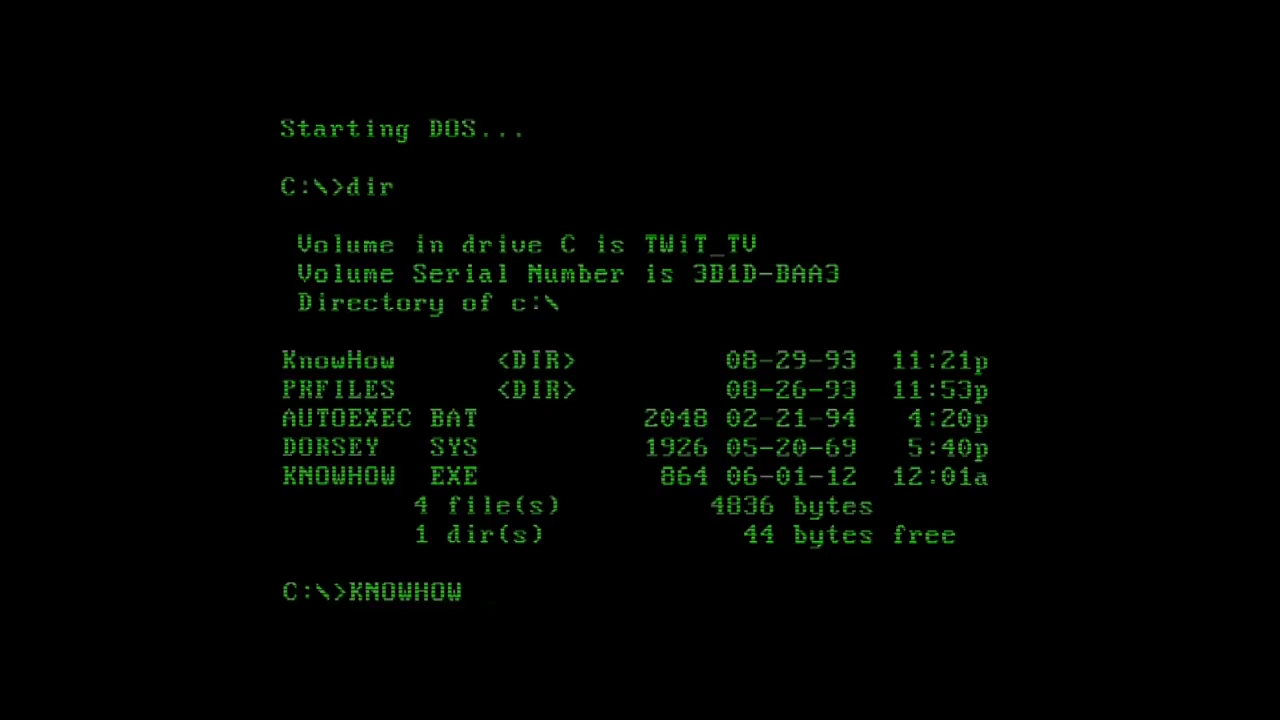 Starting DOS...
C:\>dir
Volume in drive C is TWiT_TV
Volume Serial Number is 3B1D-BAA3
Directory of c:\
KnowHow <DIR> 08-29-93 11:21p
PRFILES <DIR> 08-26-93 11:53p
AUTOEXEC BAT 2048 02-21-94 4:20p
DORSEY SYS 1926 05-20-69 5:40p
KNOWHOW EXE 864 06-01-12 12:01a
4 file(s) 4836 bytes
1 dir(s) 44 bytes free
C:\>KNOWHOW